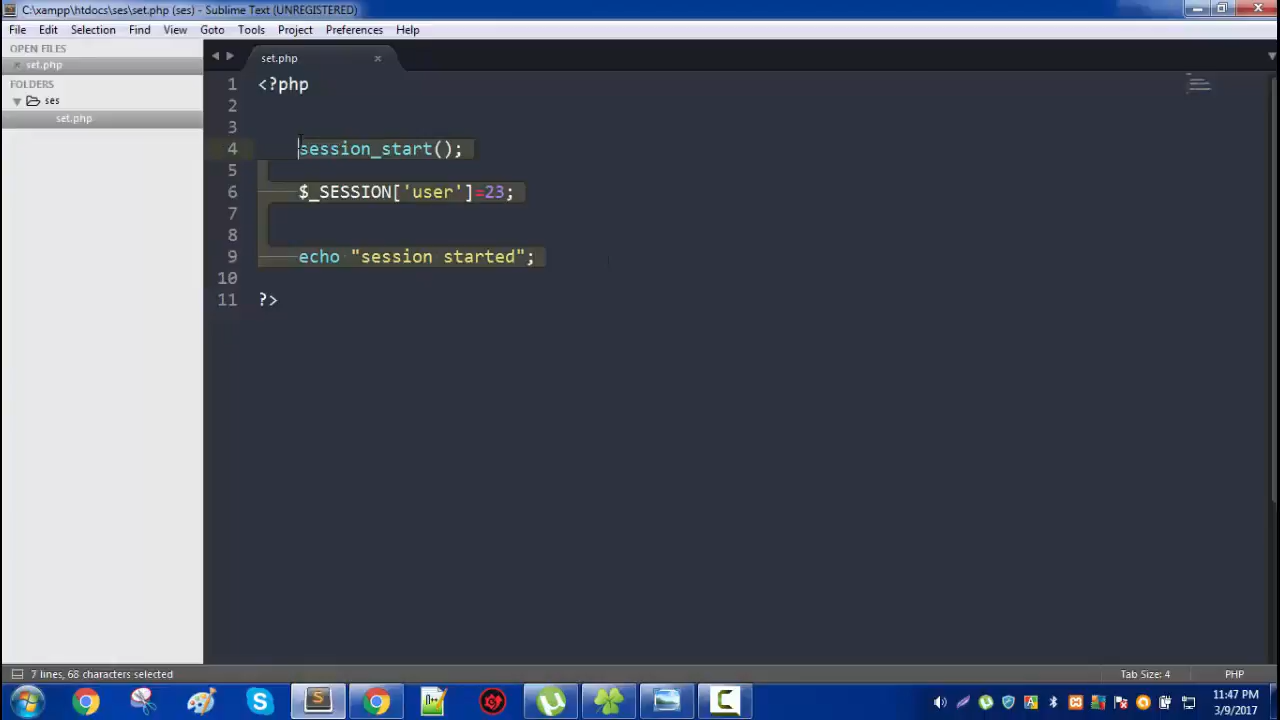 C:\xampp\htdocs\ses\set.php (ses) - Sublime Text (UNREGISTERED)
File Edit Selection Find View Goto Tools Project Preferences Help
OPEN FILES
set.php
FOLDERS
ses
set.php
set.php
1 <?php
2
3
4 session_start();
5
6 $_SESSION['user']=23;
7
8
9 echo "session started";
10
11 ?>
7 lines, 68 characters selected
Tab Size: 4
PHP
11:47 PM
3/9/2017